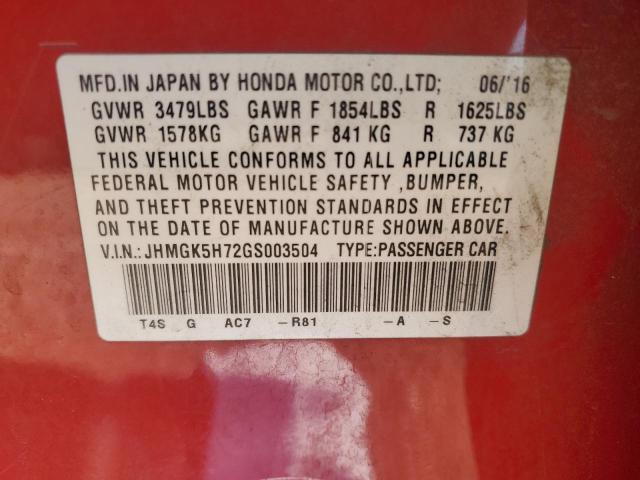 MFD.IN JAPAN BY HONDA MOTOR CO.,LTD; 06/'16
GVWR 3479LBS GAWR F 1854LBS R 1625LBS
GVWR 1578KG GAWR F 841 KG R 737 KG
THIS VEHICLE CONFORMS TO ALL APPLICABLE
FEDERAL MOTOR VEHICLE SAFETY ,BUMPER,
AND THEFT PREVENTION STANDARDS IN EFFECT
ON THE DATE OF MANUFACTURE SHOWN ABOVE.
V.I.N.:JHMGK5H72GS003504 TYPE:PASSENGER CAR
T4S G AC7 -R81 -A -S